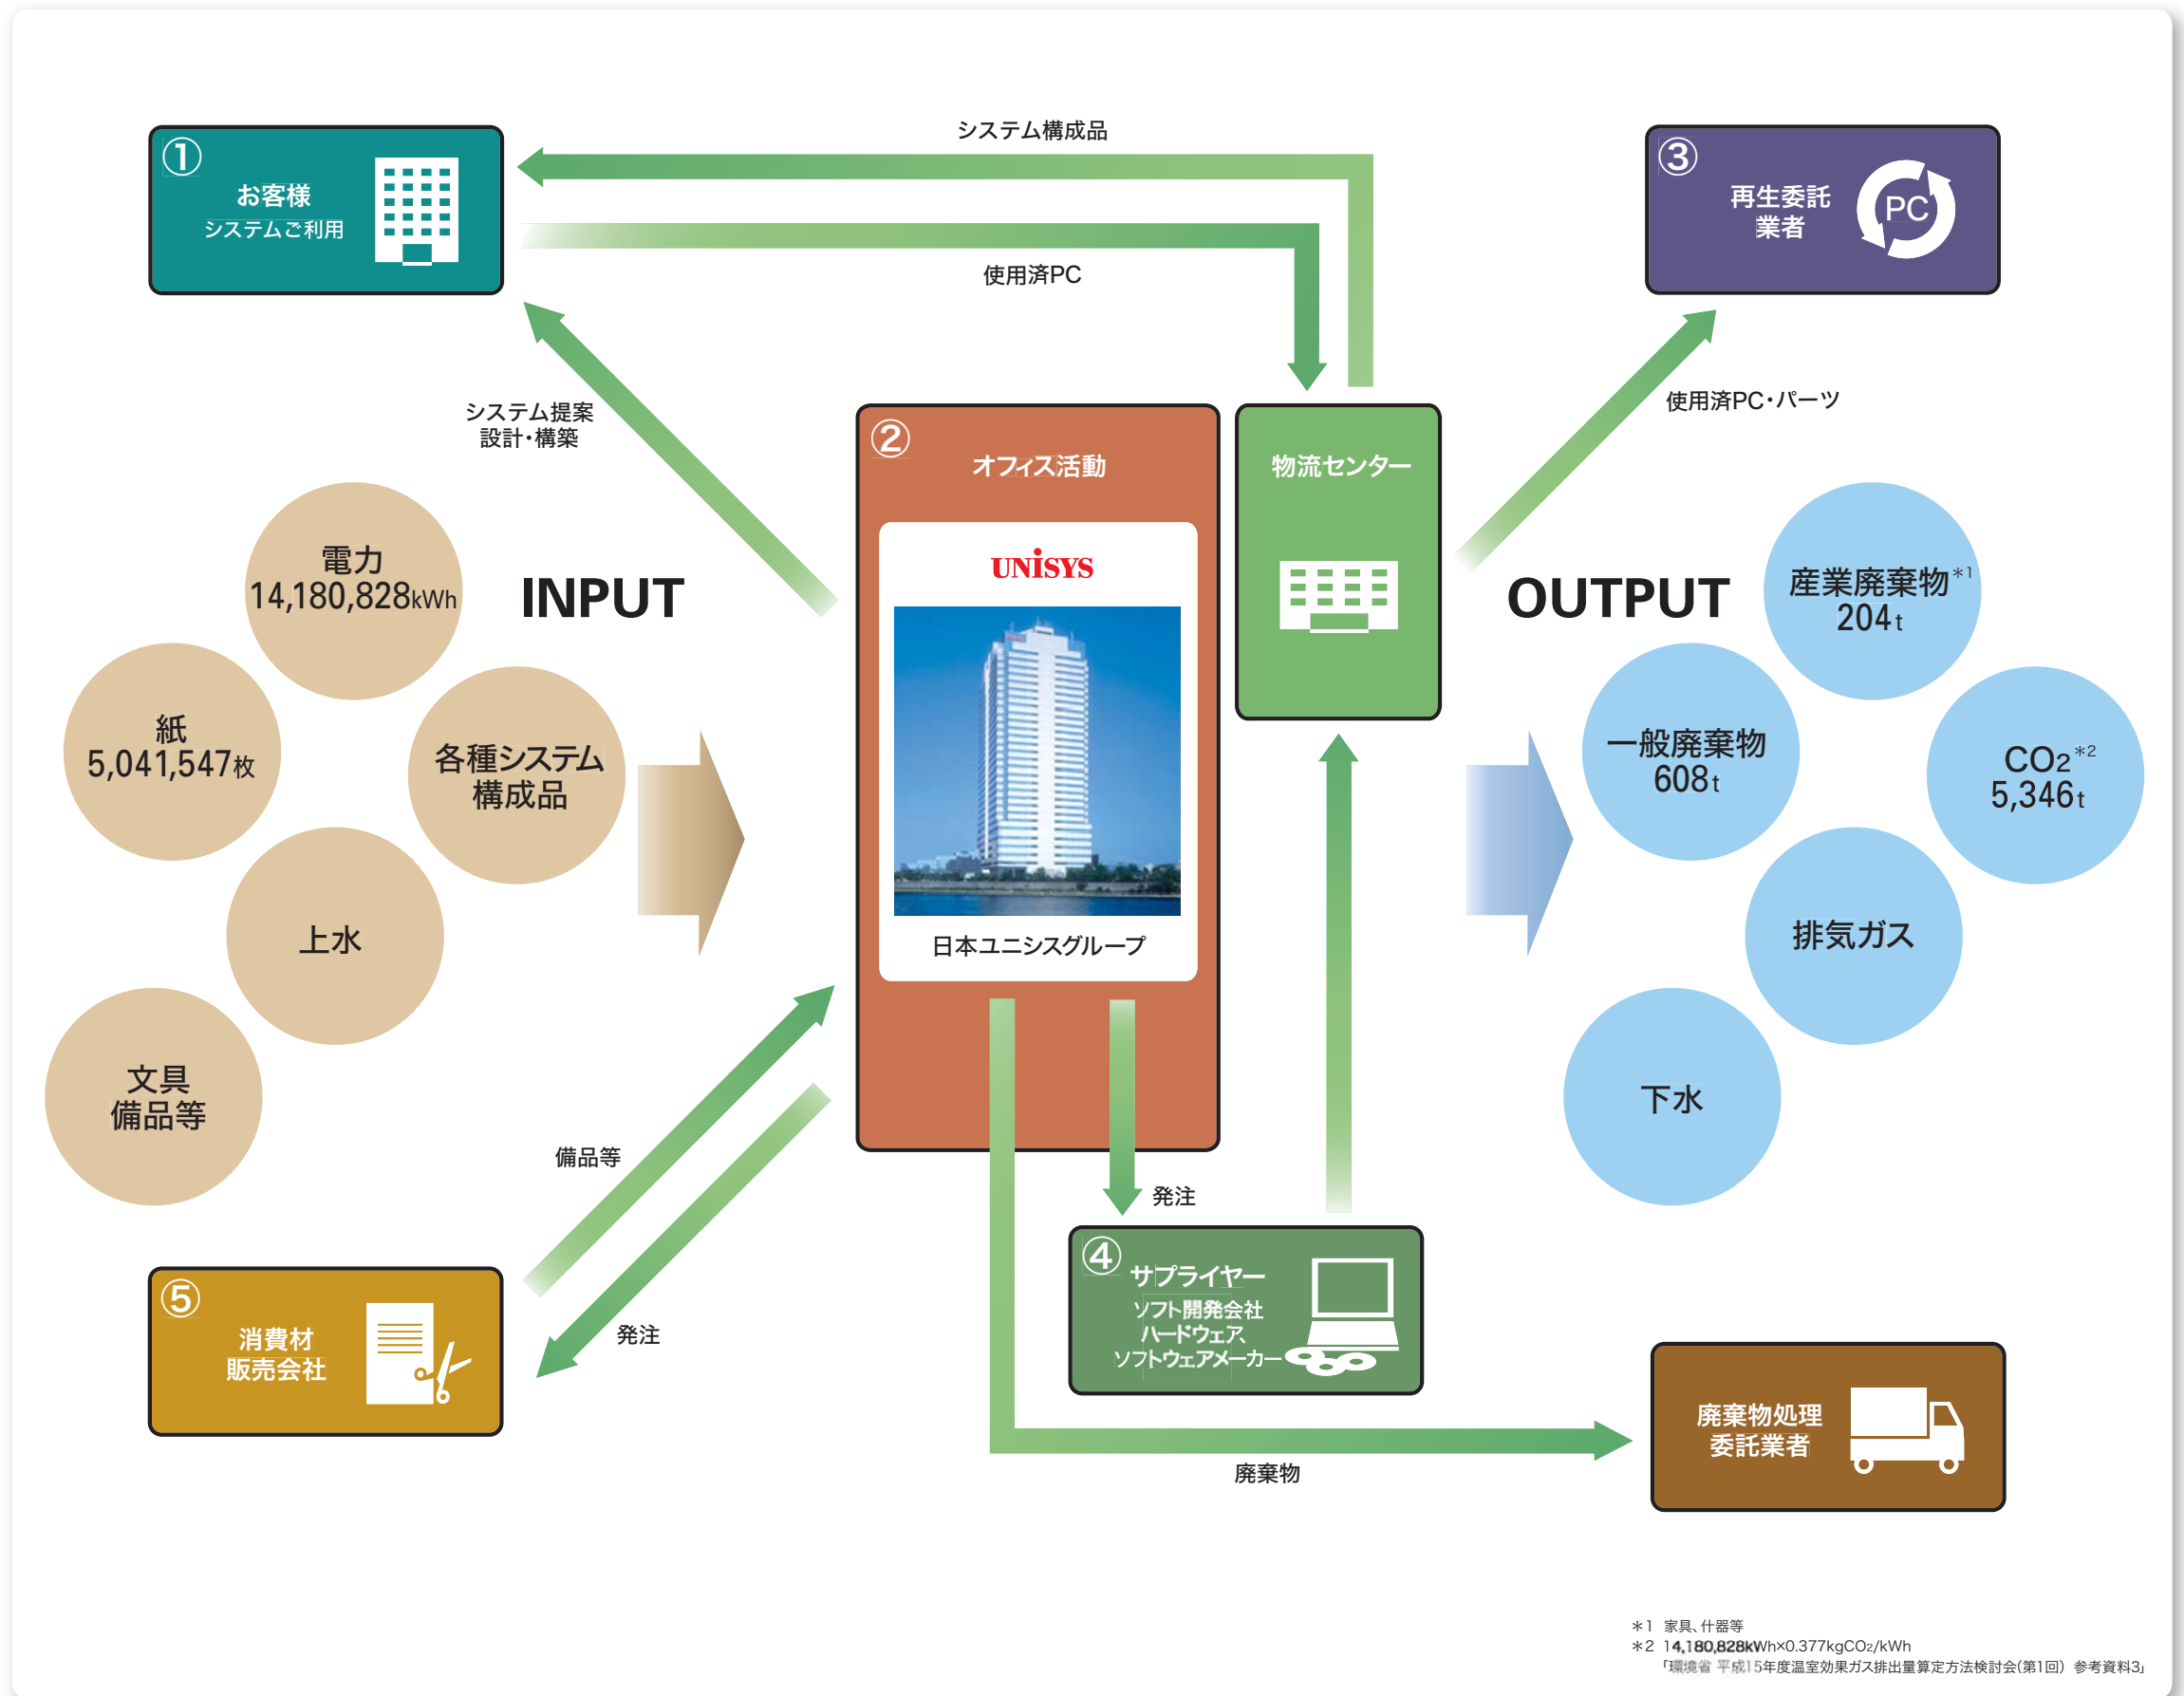 システム構成品
①
お客様
システムご利用
③
再生委託
業者
PC
使用済PC
システム提案
設計・構築
使用済PC・パーツ
②
オフィス活動
物流センター
UNISYS
日本ユニシスグループ
INPUT
電力
14,180,828kWh
紙
5,041,547枚
各種システム
構成品
上水
文具
備品等
OUTPUT
産業廃棄物*1
204t
一般廃棄物
608t
CO2*2
5,346t
排気ガス
下水
備品等
発注
発注
④
サプライヤー
ソフト開発会社
ハードウェア、
ソフトウェアメーカー
⑤
消費材
販売会社
廃棄物処理
委託業者
廃棄物
*1 家具、什器等
*2 14,180,828kWh×0.377kgCO2/kWh
「環境省 平成15年度温室効果ガス排出量算定方法検討会(第1回) 参考資料3」